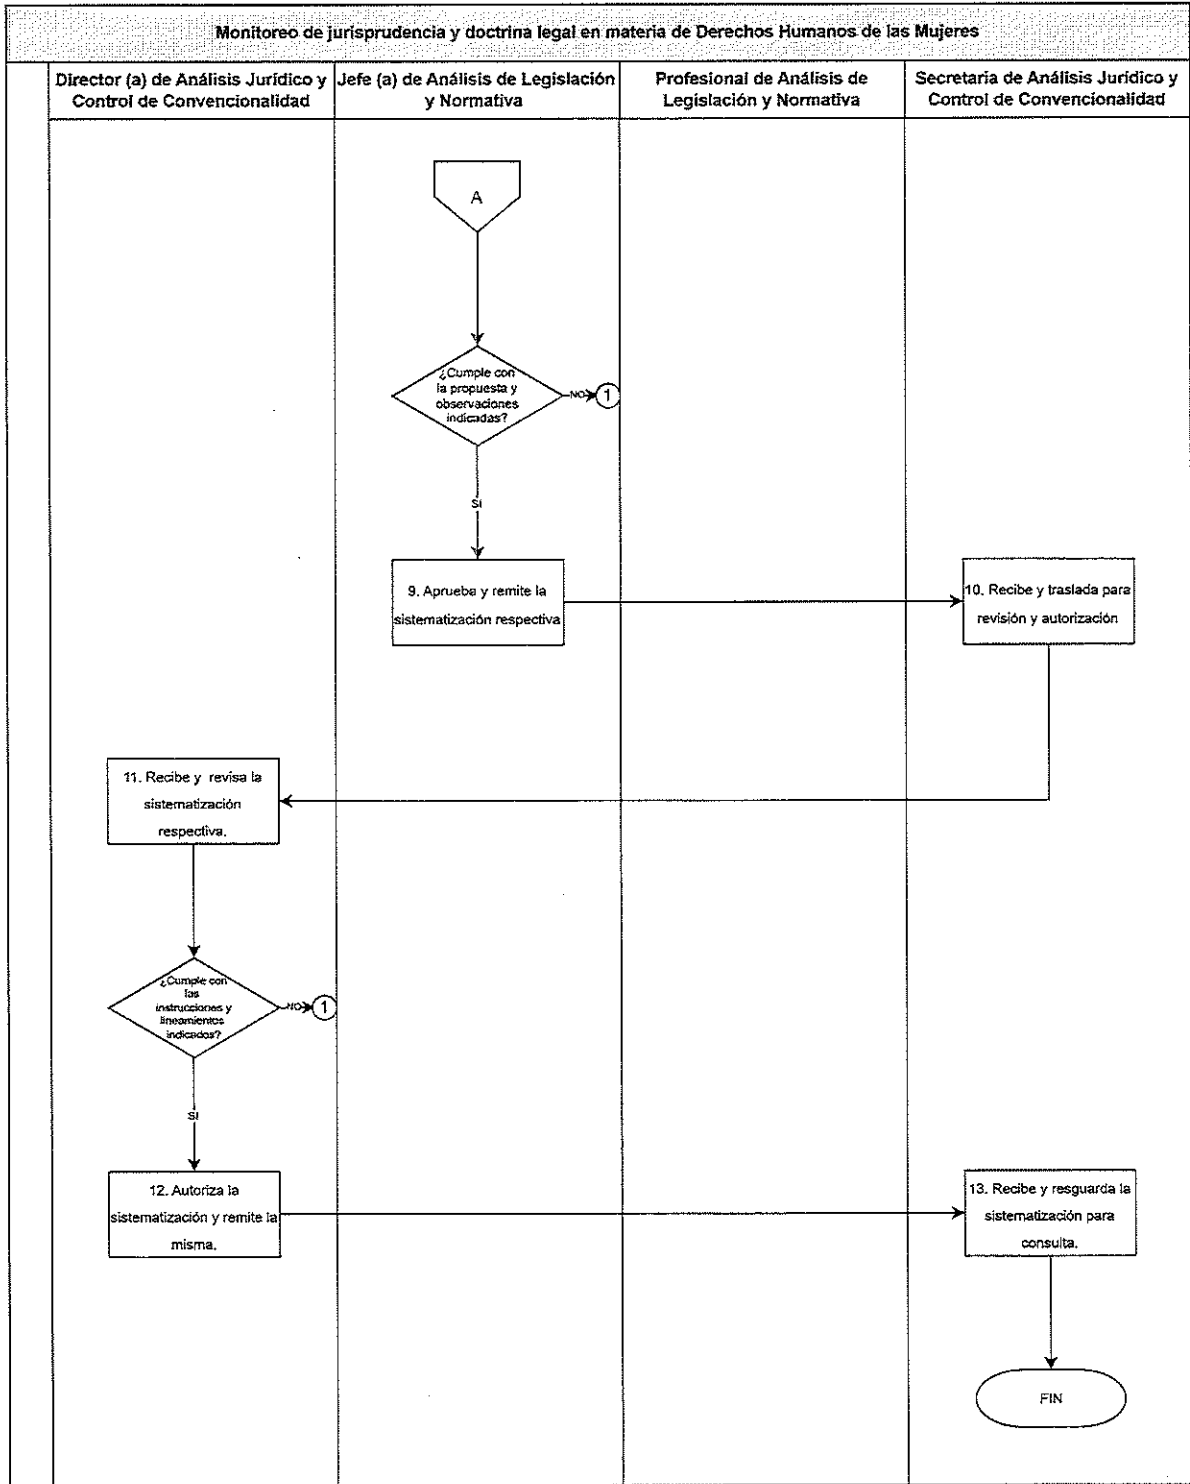 Monitoreo de jurisprudencia y doctrina legal en materia de Derechos Humanos de las Mujeres
Director (a) de Análisis Jurídico y
Control de Convencionalidad
Jefe (a) de Análisis de Legislación
y Normativa
Profesional de Análisis de
Legislación y Normativa
Secretaria de Análisis Jurídico y
Control de Convencionalidad
A
¿Cumple con
la propuesta y
observaciones
indicadas?
NO
1
SI
9. Aprueba y remite la
sistematización respectiva
10. Recibe y traslada para
revisión y autorización
11. Recibe y revisa la
sistematización
respectiva.
¿Cumple con
las
instrucciones y
lineamientos
indicados?
NO
1
SI
12. Autoriza la
sistematización y remite la
misma.
13. Recibe y resguarda la
sistematización para
consulta.
FIN